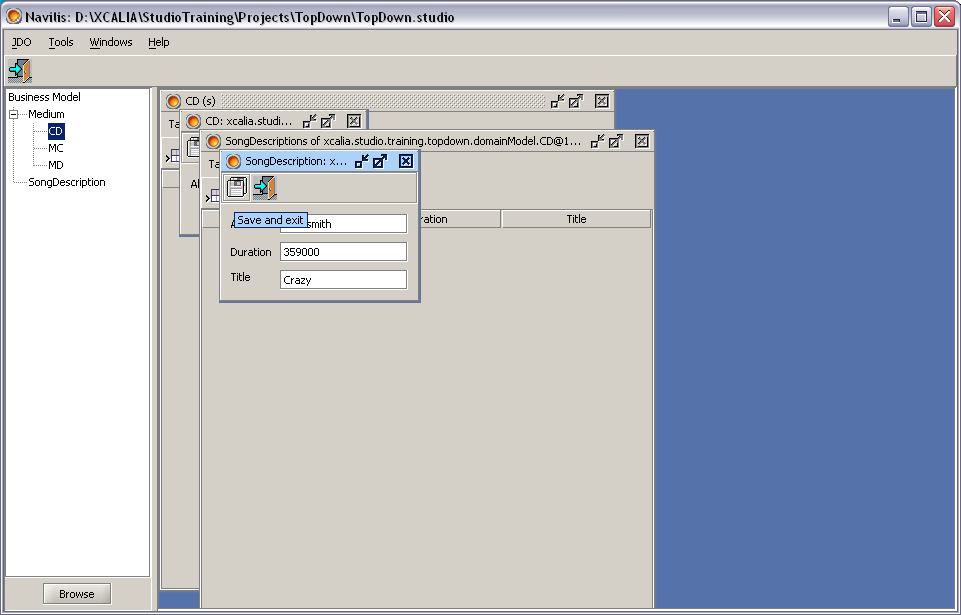 Navilis: D:\XCALIA\StudioTraining\Projects\TopDown\TopDown.studio
JDO Tools Windows Help
Business Model
Medium
CD
MC
MD
SongDescription
Browse
CD (s)
Ta
CD: xcalia.studi...
Al
SongDescriptions of xcalia.studio.training.topdown.domainModel.CD@1...
Ta
ration
Title
SongDescription: x...
Save and exit
smith
Duration 359000
Title Crazy